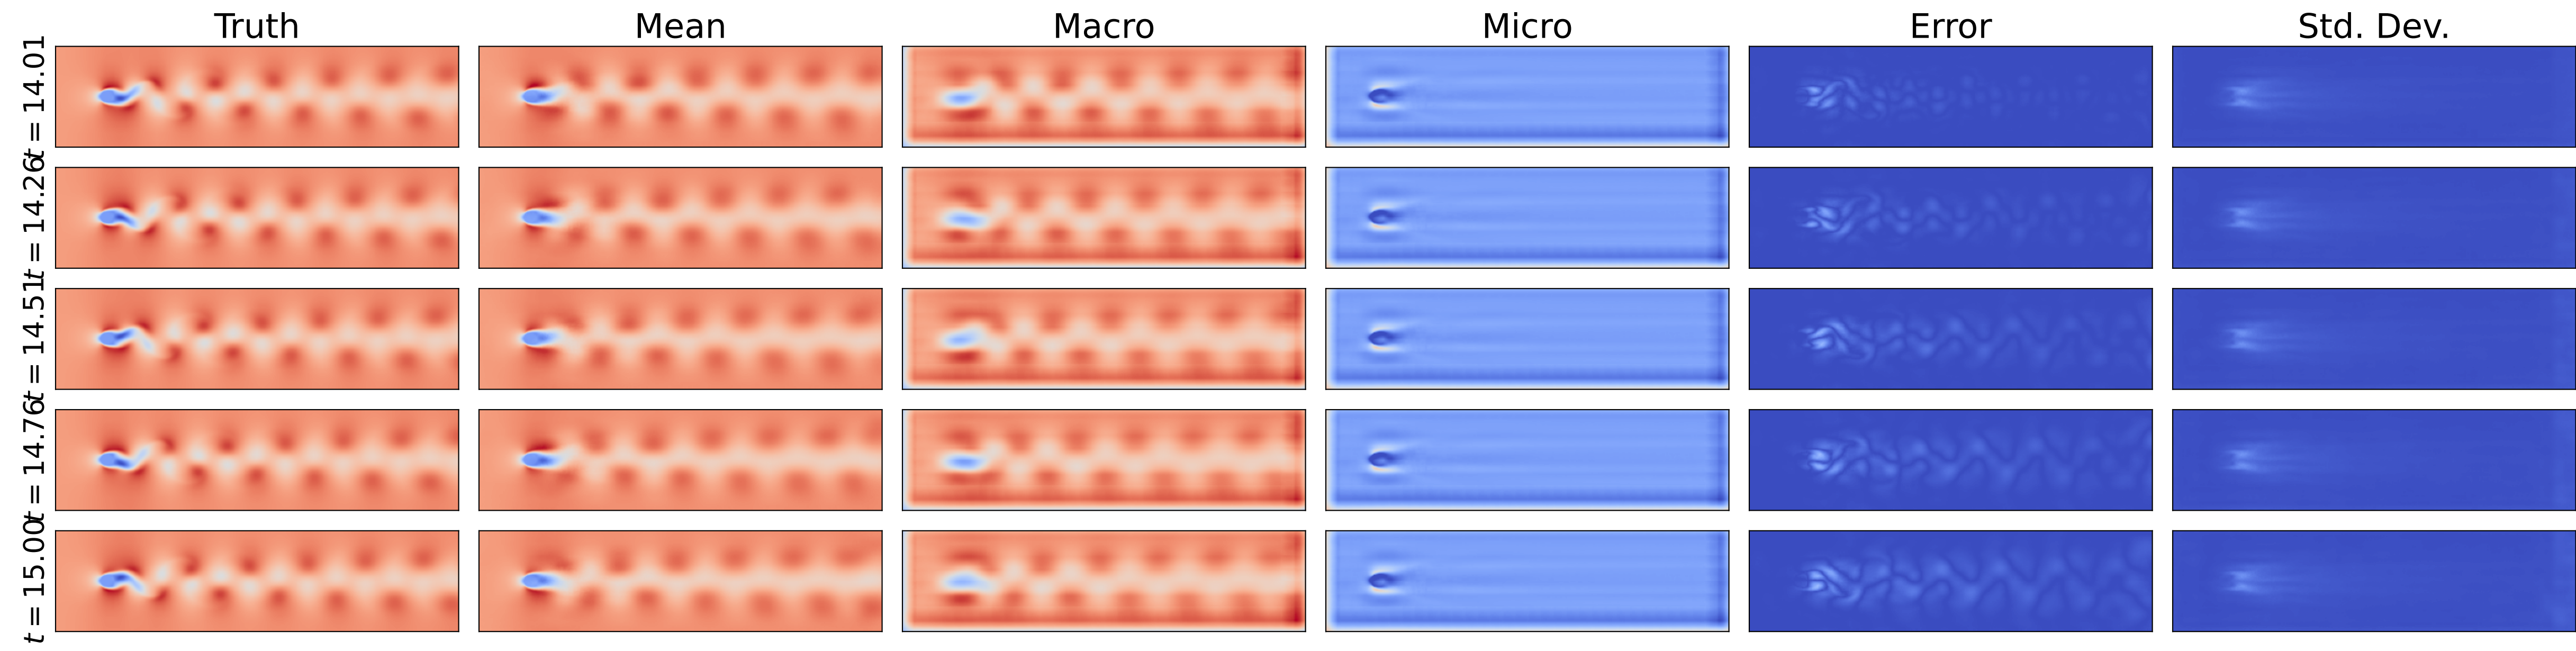 Truth Mean Macro Micro Error Std. Dev.
t = 14.01
t = 14.26
t = 14.51
t = 14.76
t = 15.00